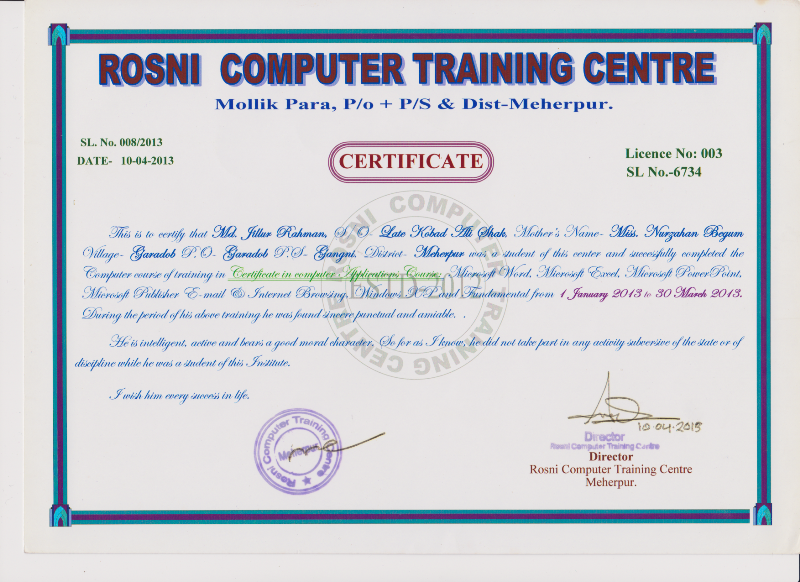 ROSNI COMPUTER TRAINING CENTRE
Mollik Para, P/o + P/S & Dist-Meherpur.
SL. No. 008/2013
DATE- 10-04-2013
CERTIFICATE
Licence No: 003
SL No.-6734
This is to certify that Md. Jillur Rahman, S/O- Late Kobad Ali Shak, Mother's Name- Mess. Nurzahan Begum
Village- Garadob P.O- Garadob P.S- Gangni, District- Meherpur was a student of this center and successfully completed the
Computer course of training in Certificate in computer Applications Course: Microsoft Word, Microsoft Excel, Microsoft PowerPoint,
Microsoft Publisher E-mail & Internet Browsing, Window XP and Fundamental from 1 January 2013 to 30 March 2013.
During the period of his above training he was found sincere punctual and amiable. .
He is intelligent, active and bears a good moral character, So for as I know, he did not take part in any activity subversive of the state or of
discipline while he was a student of this Institute.
I wish him every success in life.
ROSNI COMPUTER TRAINING CENTRE
ESTD
Rosni Computer Training Centre
Meherpur
10.04.2013
Director
Rosni Computer Training Centre
Director
Rosni Computer Training Centre
Meherpur.